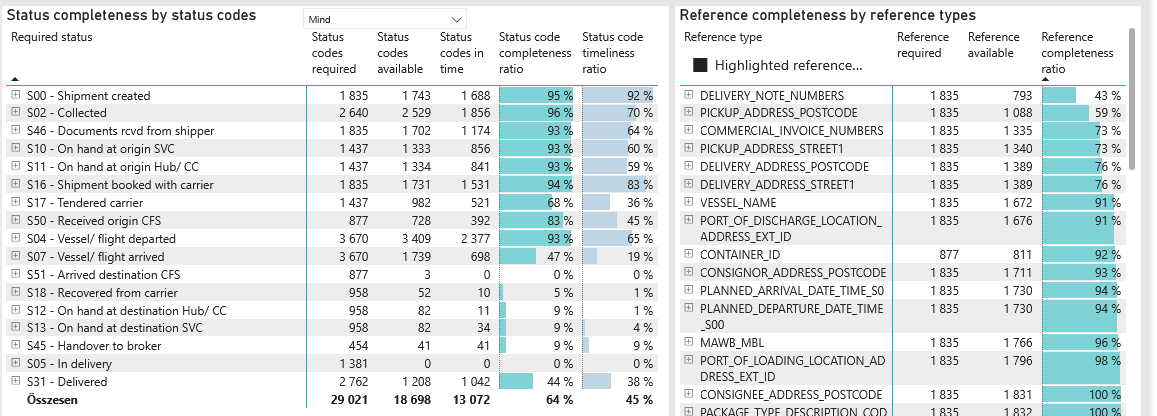 Status completeness by status codes
Mind
Required status Status codes required Status codes available Status codes in time Status code completeness ratio Status code timeliness ratio
S00 - Shipment created 1 835 1 743 1 688 95 % 92 %
S02 - Collected 2 640 2 529 1 856 96 % 70 %
S46 - Documents rcvd from shipper 1 835 1 702 1 174 93 % 64 %
S10 - On hand at origin SVC 1 437 1 333 856 93 % 60 %
S11 - On hand at origin Hub/ CC 1 437 1 334 841 93 % 59 %
S16 - Shipment booked with carrier 1 835 1 731 1 531 94 % 83 %
S17 - Tendered carrier 1 437 982 521 68 % 36 %
S50 - Received origin CFS 877 728 392 83 % 45 %
S04 - Vessel/ flight departed 3 670 3 409 2 377 93 % 65 %
S07 - Vessel/ flight arrived 3 670 1 739 698 47 % 19 %
S51 - Arrived destination CFS 877 3 0 0 % 0 %
S18 - Recovered from carrier 958 52 10 5 % 1 %
S12 - On hand at destination Hub/ CC 958 82 11 9 % 1 %
S13 - On hand at destination SVC 958 82 34 9 % 4 %
S45 - Handover to broker 454 41 41 9 % 9 %
S05 - In delivery 1 381 0 0 0 % 0 %
S31 - Delivered 2 762 1 208 1 042 44 % 38 %
Összesen 29 021 18 698 13 072 64 % 45 %
Reference completeness by reference types
Reference type Reference required Reference available Reference completeness ratio
Highlighted reference...
DELIVERY_NOTE_NUMBERS 1 835 793 43 %
PICKUP_ADDRESS_POSTCODE 1 835 1 088 59 %
COMMERCIAL_INVOICE_NUMBERS 1 835 1 335 73 %
PICKUP_ADDRESS_STREET1 1 835 1 340 73 %
DELIVERY_ADDRESS_POSTCODE 1 835 1 389 76 %
DELIVERY_ADDRESS_STREET1 1 835 1 389 76 %
VESSEL_NAME 1 835 1 672 91 %
PORT_OF_DISCHARGE_LOCATION_ 1 835 1 676 91 %
ADDRESS_EXT_ID
CONTAINER_ID 877 811 92 %
CONSIGNOR_ADDRESS_POSTCODE 1 835 1 711 93 %
PLANNED_ARRIVAL_DATE_TIME_S0 1 835 1 730 94 %
PLANNED_DEPARTURE_DATE_TIME 1 835 1 730 94 %
_S00
MAWB_MBL 1 835 1 766 96 %
PORT_OF_LOADING_LOCATION_AD 1 835 1 796 98 %
DRESS_EXT_ID
CONSIGNEE_ADDRESS_POSTCODE 1 835 1 831 100 %
PACKAGE_TYPE_DESCRIPTION_COD 1 835 1 832 100 %